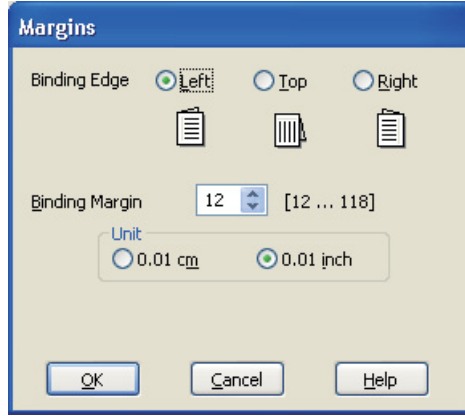 Margins
Binding Edge Left Top Right
Binding Margin 12 [12 ... 118]
Unit
0.01 cm 0.01 inch
OK Cancel Help